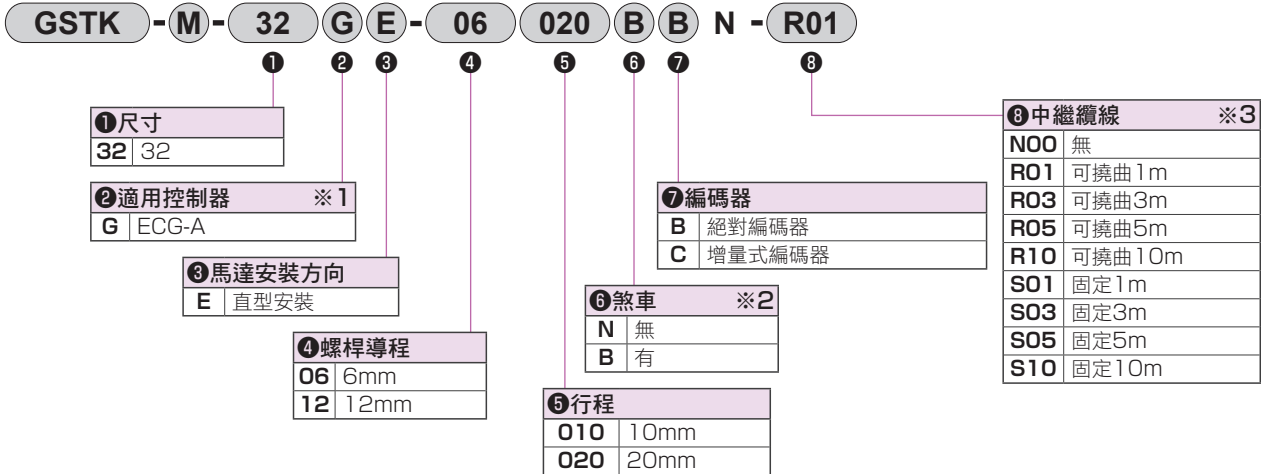 GSTK-M-32GE-06020BBN-R01
❶ ❷ ❸ ❹ ❺ ❻ ❼ ❽
❶尺寸
32 32
❷適用控制器 ※1
G ECG-A
❸馬達安裝方向
E 直型安裝
❹螺桿導程
06 6mm
12 12mm
❺行程
010 10mm
020 20mm
❻煞車 ※2
N 無
B 有
❼編碼器
B 絕對編碼器
C 增量式編碼器
❽中繼纜線 ※3
N00 無
R01 可撓曲1m
R03 可撓曲3m
R05 可撓曲5m
R10 可撓曲10m
S01 固定1m
S03 固定3m
S05 固定5m
S10 固定10m